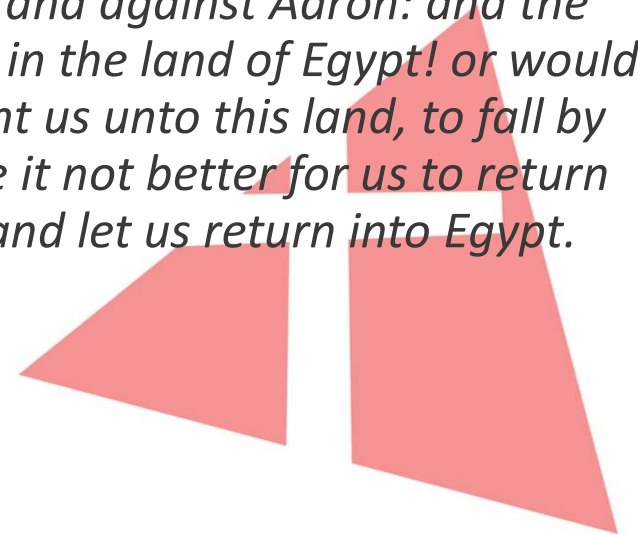 and against Aaron: and the
in the land of Egypt! or would
nt us unto this land, to fall by
e it not better for us to return
and let us return into Egypt.